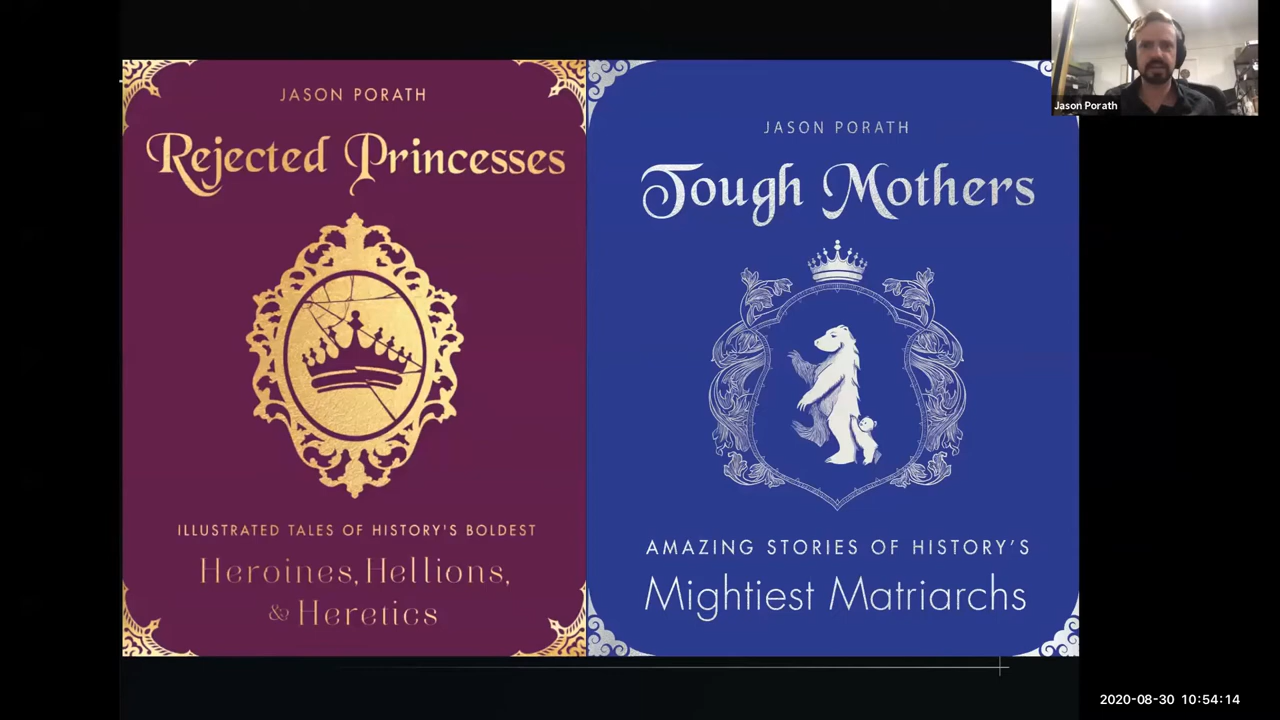 JASON PORATH
Rejected Princesses
ILLUSTRATED TALES OF HISTORY'S BOLDEST
Heroines, Hellions,
& Heretics
JASON PORATH
Tough Mothers
AMAZING STORIES OF HISTORY'S
Mightiest Matriarchs
Jason Porath
2020-08-30 10:54:14